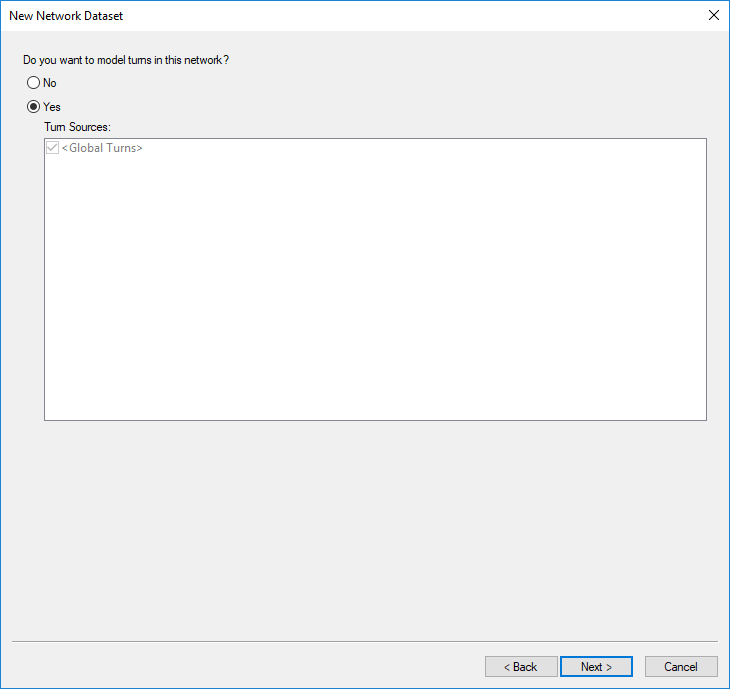 New Network Dataset
Do you want to model turns in this network?
No
Yes
Turn Sources:
<Global Turns>
< Back
Next >
Cancel